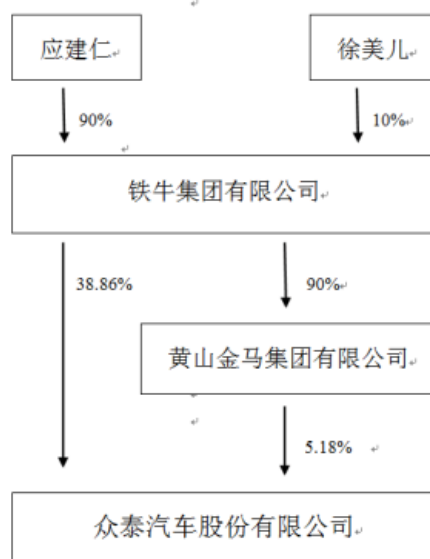 应建仁
徐美儿
90%
10%
铁牛集团有限公司
38.86%
90%
黄山金马集团有限公司
5.18%
众泰汽车股份有限公司